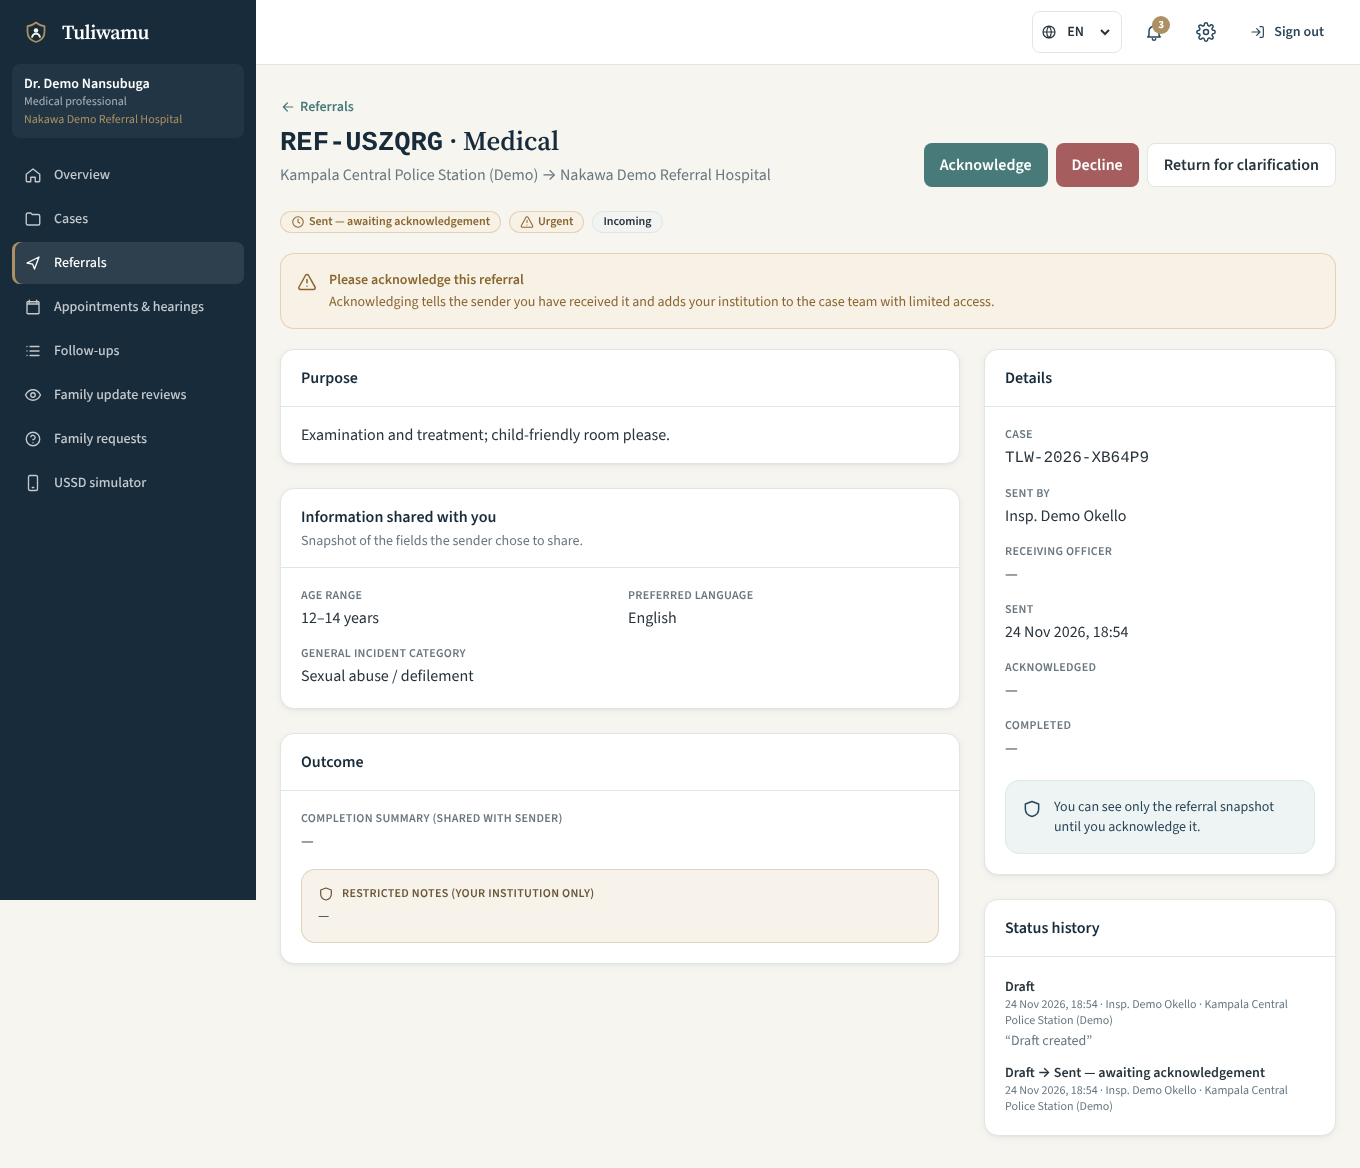 Tuliwamu
Dr. Demo Nansubuga
Medical professional
Nakawa Demo Referral Hospital
Overview
Cases
Referrals
Appointments & hearings
Follow-ups
Family update reviews
Family requests
USSD simulator
EN
3
Sign out
← Referrals
REF-USZQRG · Medical
Kampala Central Police Station (Demo) → Nakawa Demo Referral Hospital
Acknowledge
Decline
Return for clarification
Sent — awaiting acknowledgement
Urgent
Incoming
Please acknowledge this referral
Acknowledging tells the sender you have received it and adds your institution to the case team with limited access.
Purpose
Examination and treatment; child-friendly room please.
Information shared with you
Snapshot of the fields the sender chose to share.
AGE RANGE
12–14 years
PREFERRED LANGUAGE
English
GENERAL INCIDENT CATEGORY
Sexual abuse / defilement
Outcome
COMPLETION SUMMARY (SHARED WITH SENDER)
—
RESTRICTED NOTES (YOUR INSTITUTION ONLY)
—
Details
CASE
TLW-2026-XB64P9
SENT BY
Insp. Demo Okello
RECEIVING OFFICER
—
SENT
24 Nov 2026, 18:54
ACKNOWLEDGED
—
COMPLETED
—
You can see only the referral snapshot
until you acknowledge it.
Status history
Draft
24 Nov 2026, 18:54 · Insp. Demo Okello · Kampala Central
Police Station (Demo)
“Draft created”
Draft → Sent — awaiting acknowledgement
24 Nov 2026, 18:54 · Insp. Demo Okello · Kampala Central
Police Station (Demo)